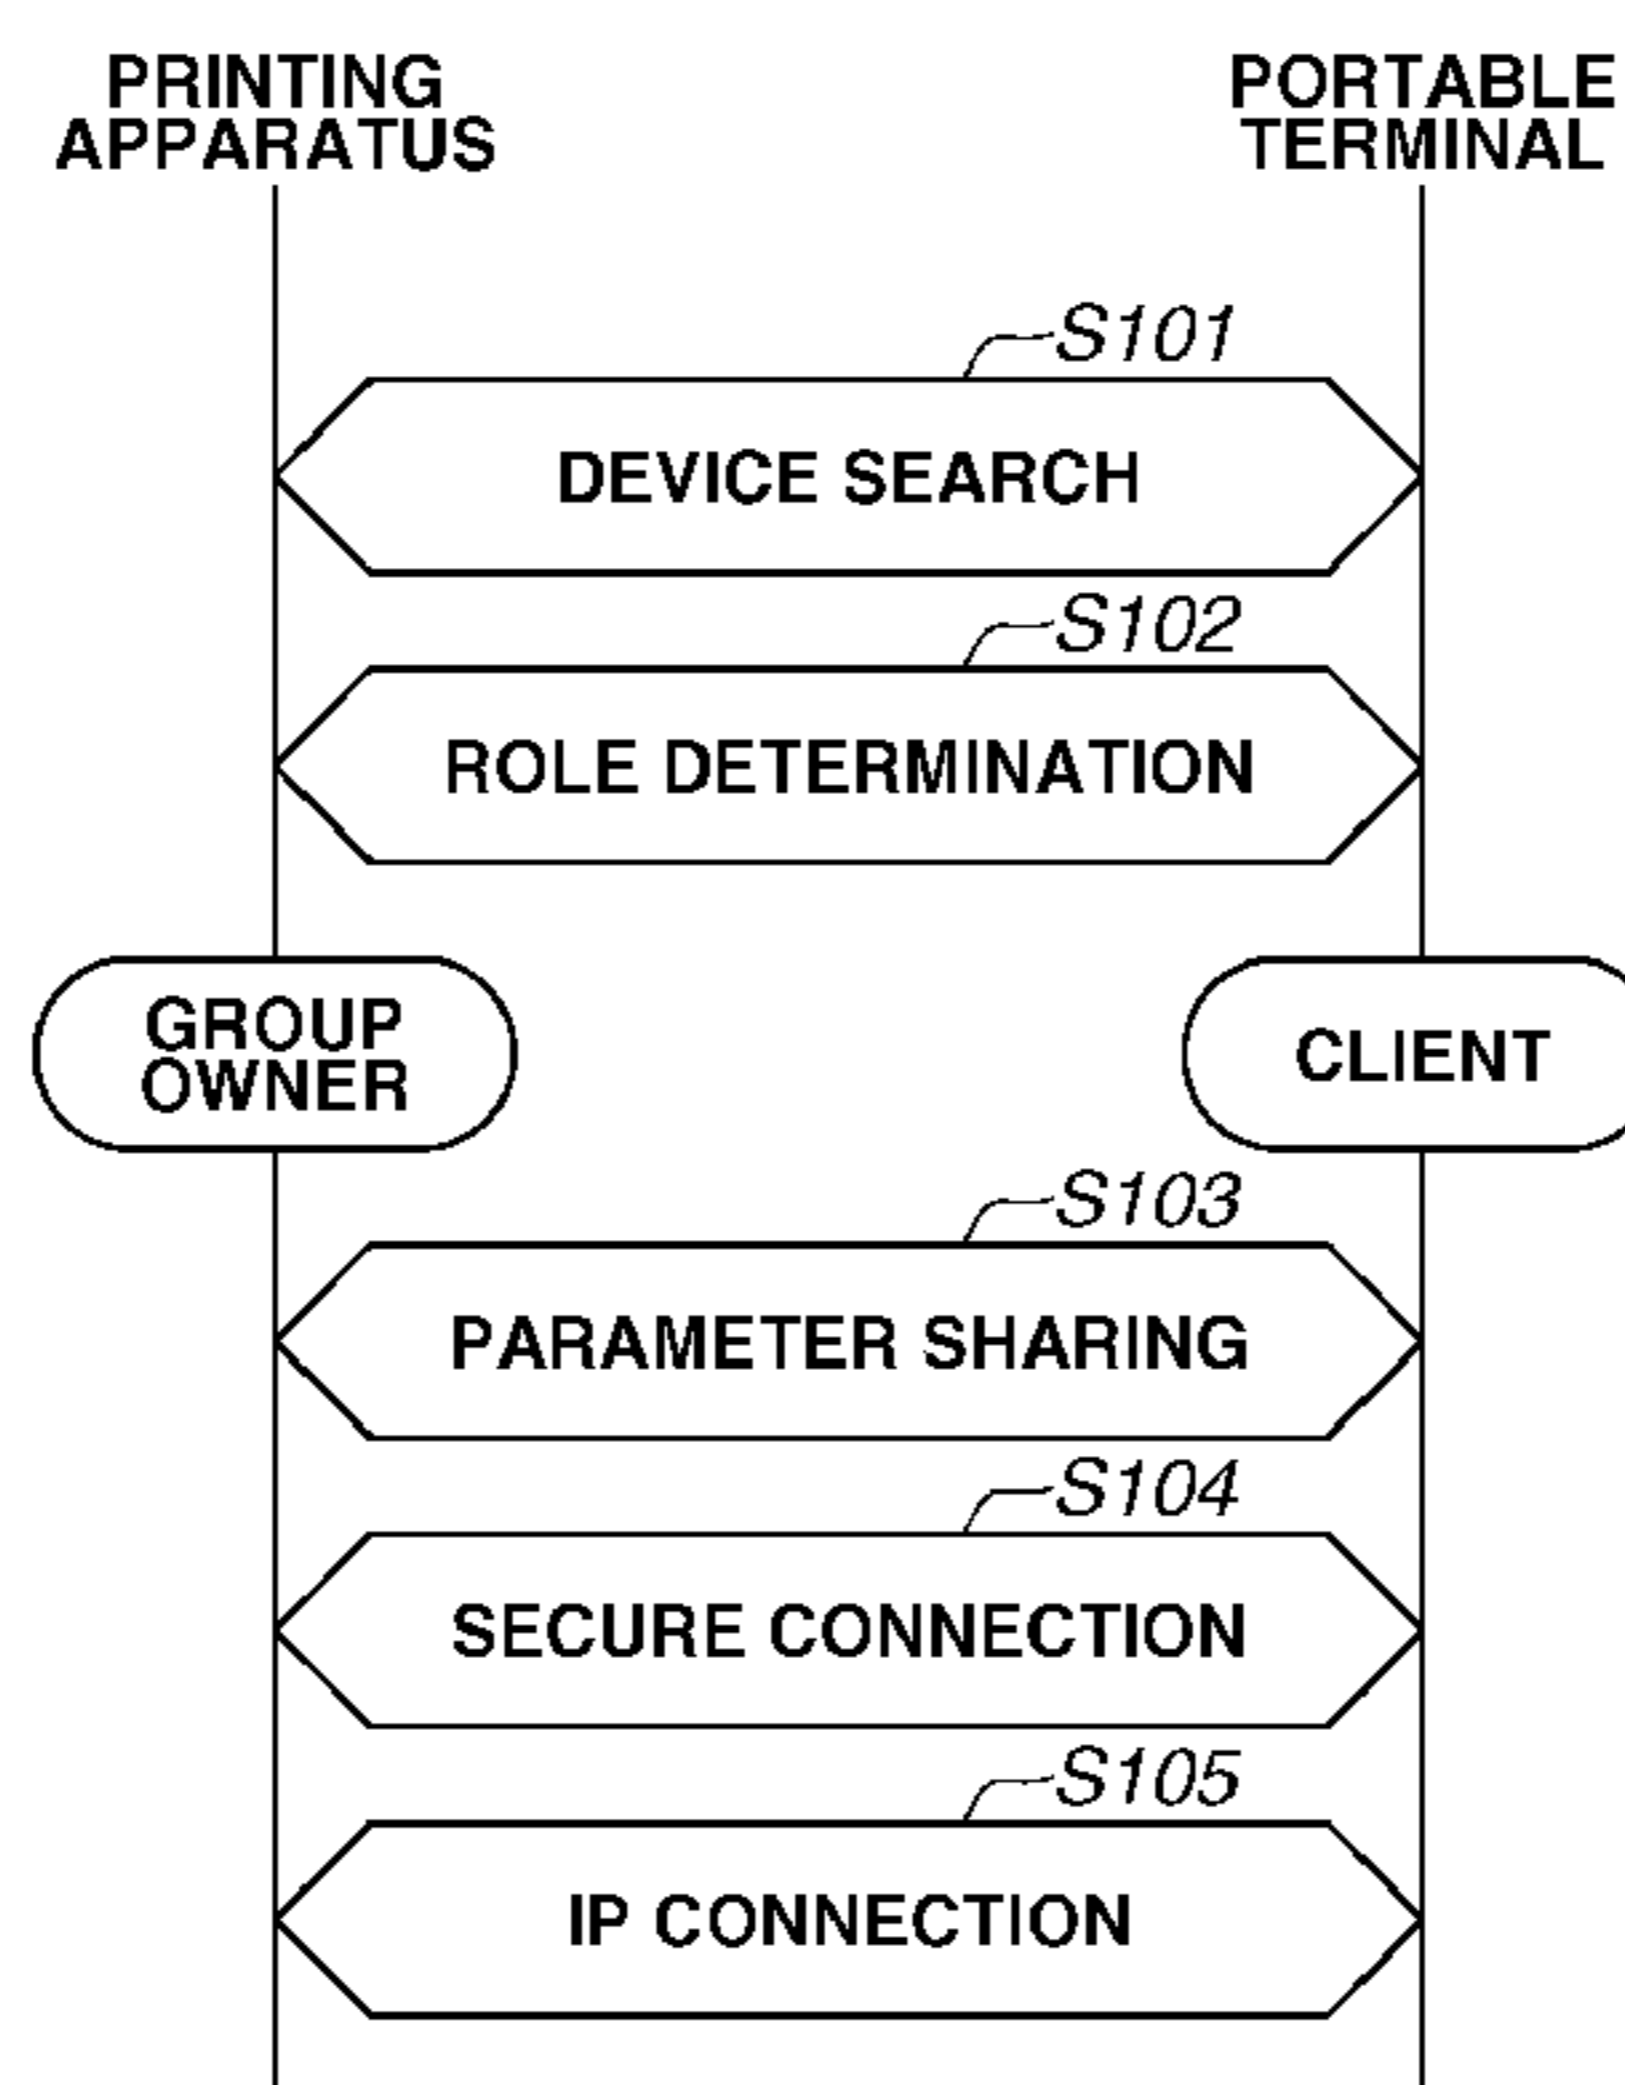 PRINTING
APPARATUS
PORTABLE
TERMINAL
S101
DEVICE SEARCH
S102
ROLE DETERMINATION
GROUP
OWNER
CLIENT
S103
PARAMETER SHARING
S104
SECURE CONNECTION
S105
IP CONNECTION